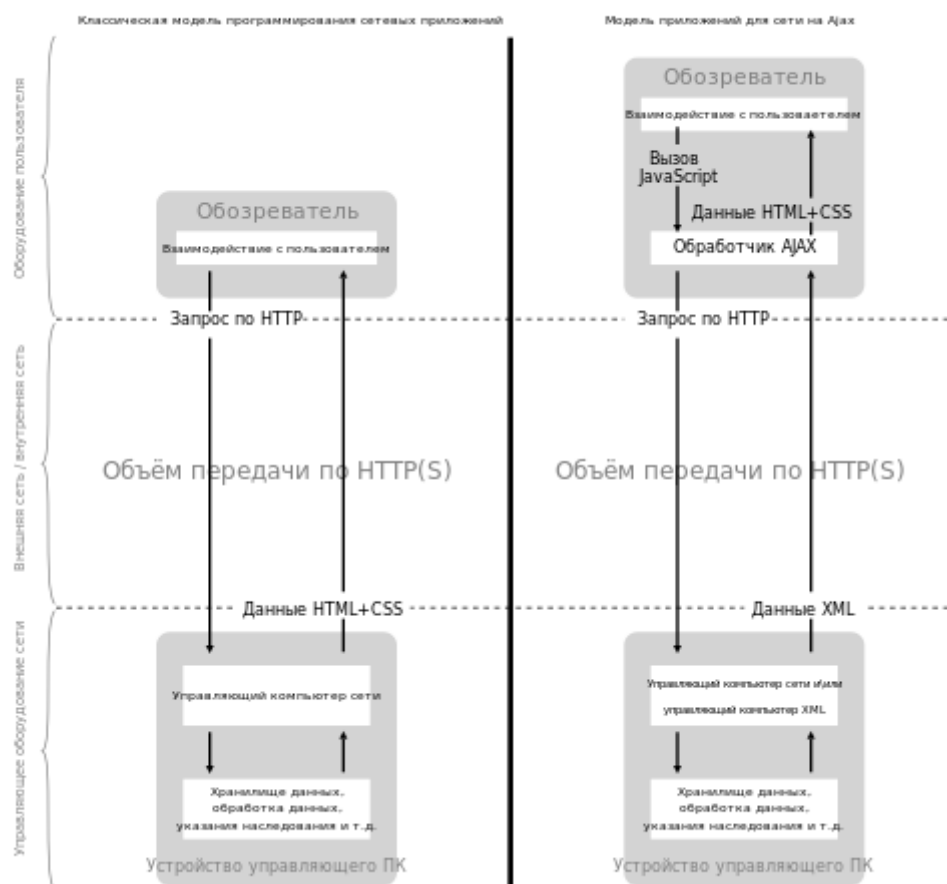 Классическая модель программирования сетевых приложений
Модель приложений для сети на Ajax
Оборудование пользователя
Внешняя сеть / внутренняя сеть
Управляющее оборудование сети
Обозреватель
Взаимодействие с пользователем
Запрос по HTTP
Объём передачи по HTTP(S)
Данные HTML+CSS
Управляющий компьютер сети
Хранилище данных,
обработка данных,
указания наследования и т.д.
Устройство управляющего ПК
Обозреватель
Взаимодействие с пользоваетелем
Вызов
JavaScript
Данные HTML+CSS
Обработчик AJAX
Запрос по HTTP
Объём передачи по HTTP(S)
Данные XML
Управляющий компьютер сети и\или
управляющий компьютер XML
Хранилище данных,
обработка данных,
указания наследования и т.д.
Устройство управляющего ПК